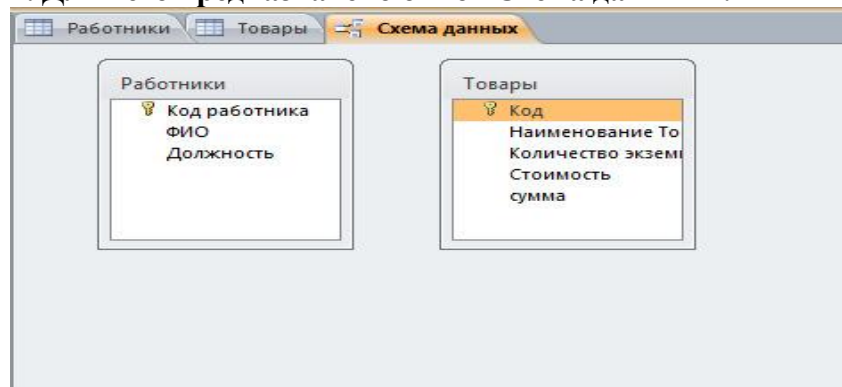 Работники Товары Схема данных
Работники
Код работника
ФИО
Должность
Товары
Код
Наименование То
Количество экзем
Стоимость
сумма